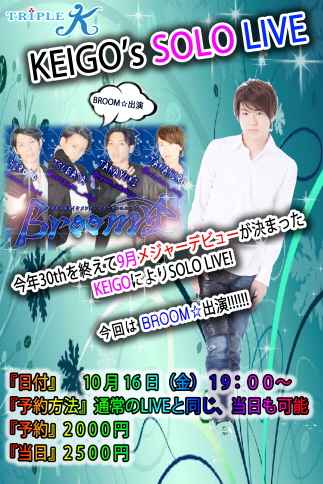 TRIPLE K
KEIGO's SOLO LIVE
BROOM☆出演
TSUBASA
TAKAYUKI
Broom☆
今年30thを終えて9月メジャーデビューが決まった
KEIGOによりSOLO LIVE!
今回は BROOM☆出演!!!!!!
『日付』 10月16日(金) 19:00～
『予約方法』通常のLIVEと同じ、当日も可能
『予約』2000円
『当日』2500円